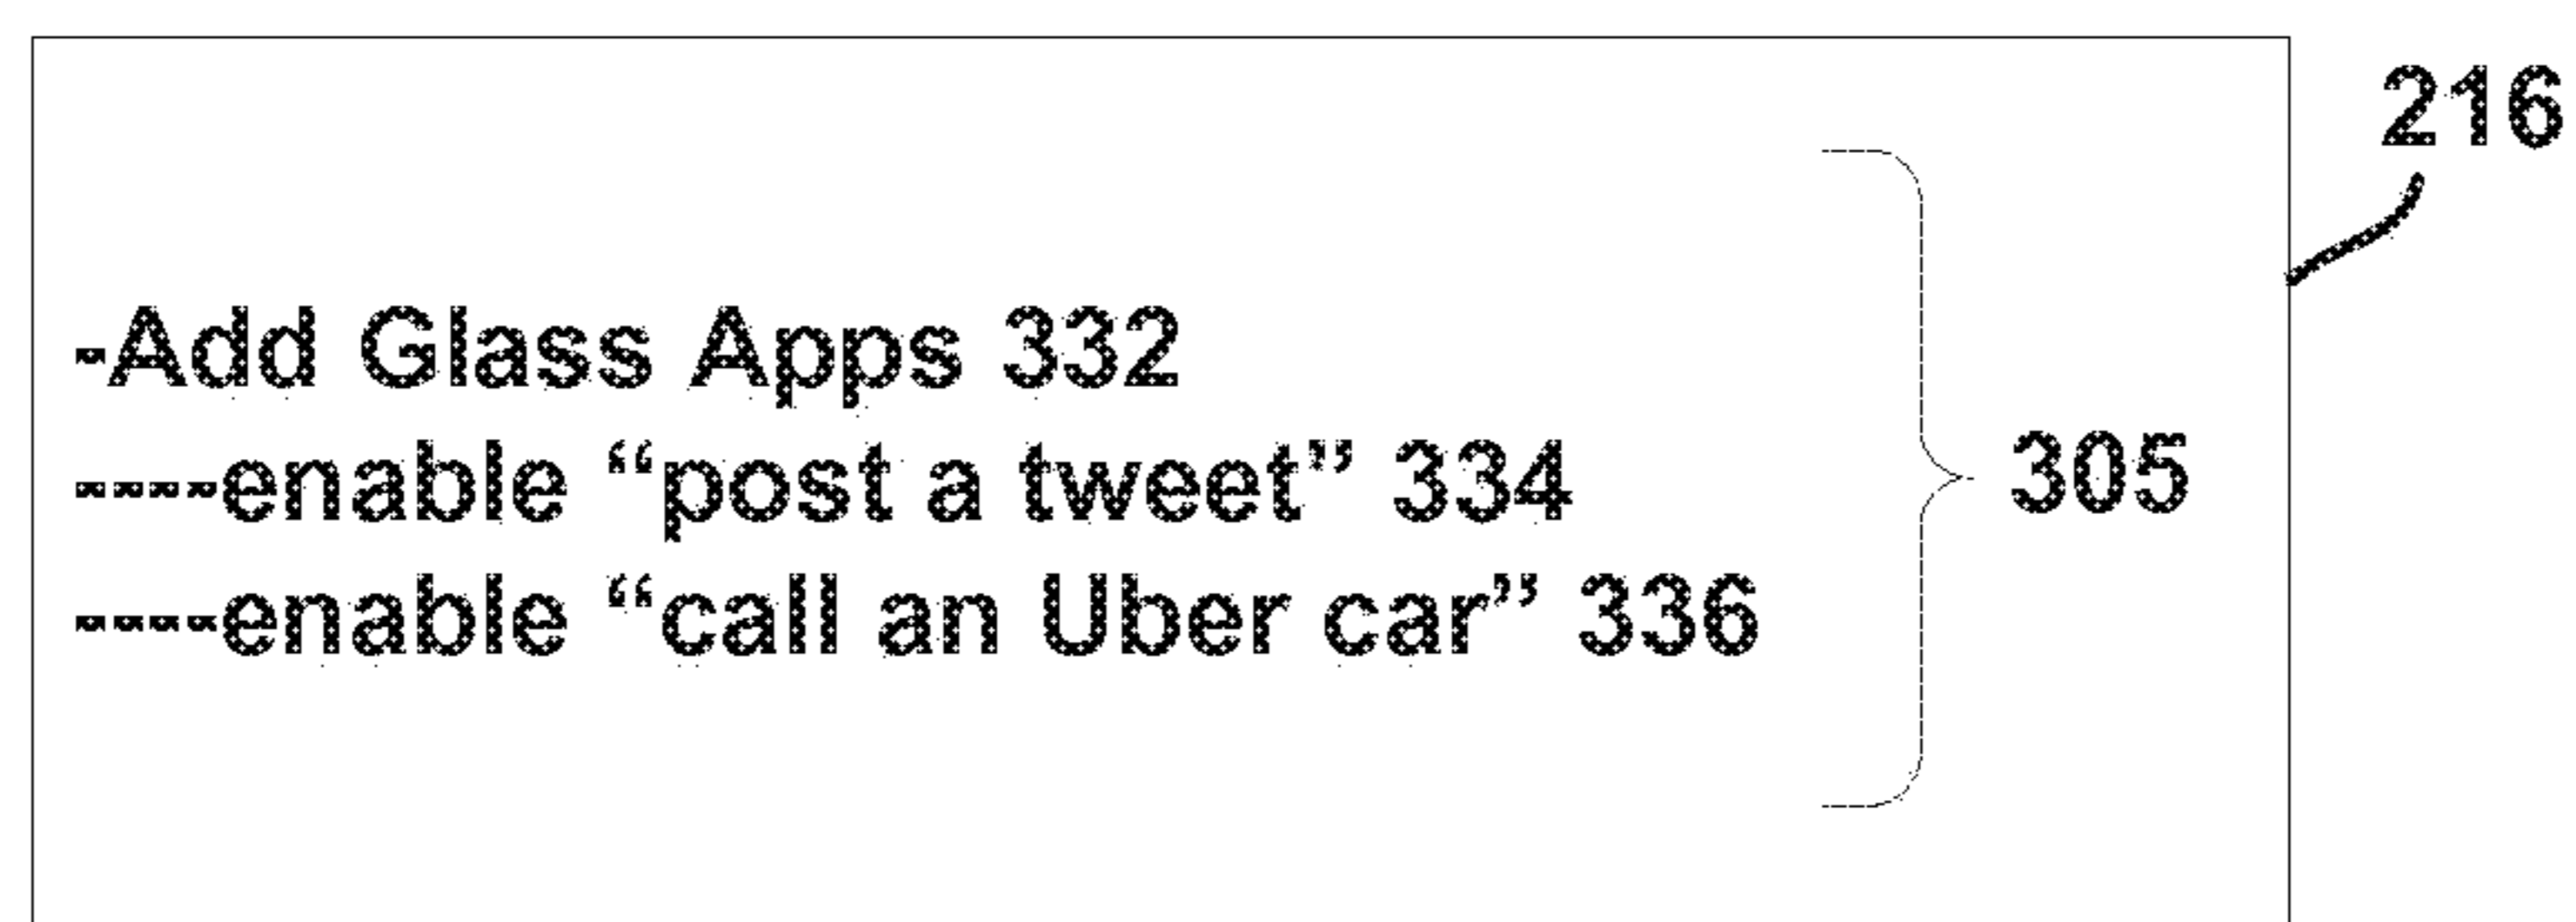 216
-Add Glass Apps 332
----enable “post a tweet” 334
305
----enable “call an Uber car” 336